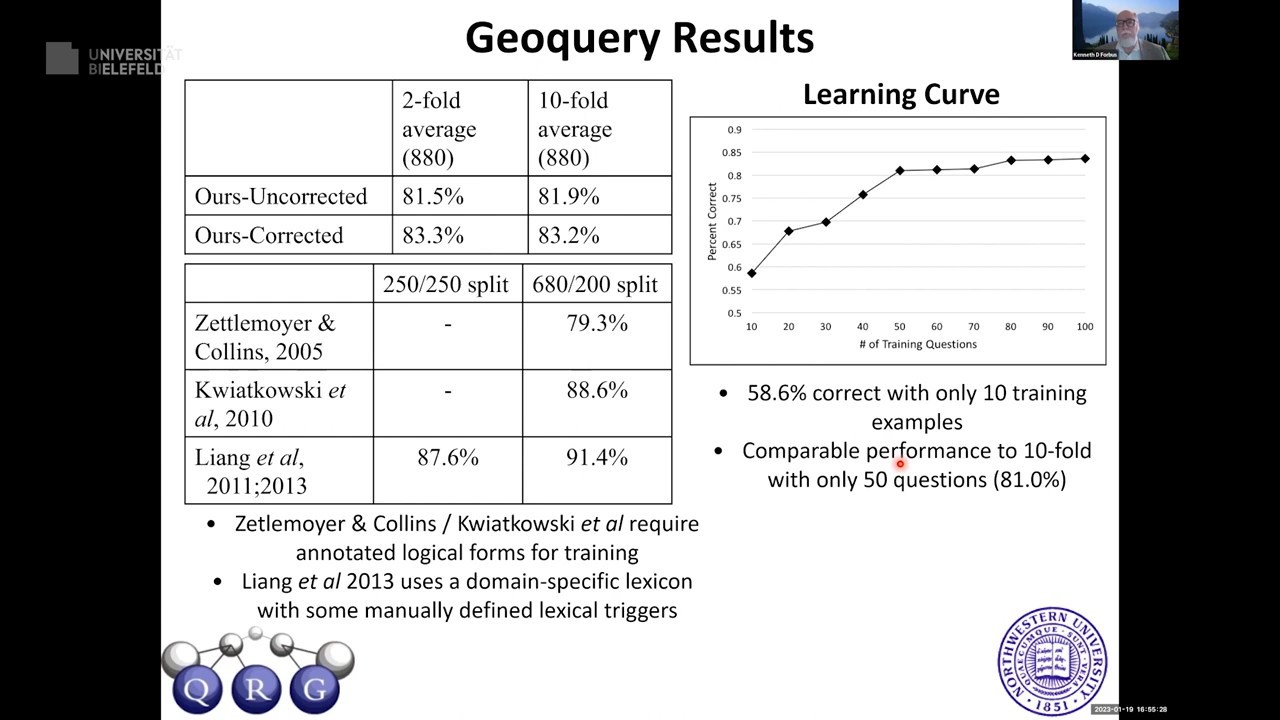 Geoquery Results
UNIVERSITÄT
BIELEFELD
Kenneth D Forbus
2-fold average (880)
10-fold average (880)
Ours-Uncorrected 81.5% 81.9%
Ours-Corrected 83.3% 83.2%
250/250 split 680/200 split
Zettlemoyer & Collins, 2005 - 79.3%
Kwiatkowski et al, 2010 - 88.6%
Liang et al, 2011;2013 87.6% 91.4%
• Zetlemoyer & Collins / Kwiatkowski et al require
annotated logical forms for training
• Liang et al 2013 uses a domain-specific lexicon
with some manually defined lexical triggers
Learning Curve
Percent Correct
0.9
0.85
0.8
0.75
0.7
0.65
0.6
0.55
0.5
10 20 30 40 50 60 70 80 90 100
# of Training Questions
• 58.6% correct with only 10 training
examples
• Comparable performance to 10-fold
with only 50 questions (81.0%)
Q R G
NORTHWESTERN UNIVERSITY
1851
2023-01-19 16:55:28